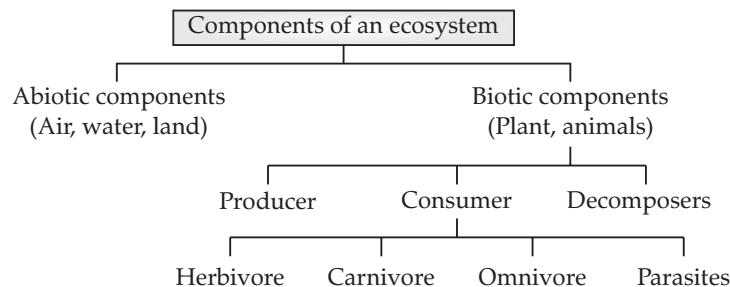 Components of an ecosystem
Abiotic components
(Air, water, land)
Biotic components
(Plant, animals)
Producer
Consumer
Decomposers
Herbivore
Carnivore
Omnivore
Parasites